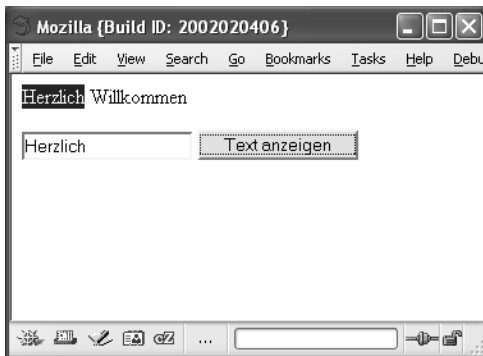 Mozilla {Build ID: 2002020406}
File Edit View Search Go Bookmarks Tasks Help Debu
Herzlich Willkommen
Herzlich Text anzeigen
...